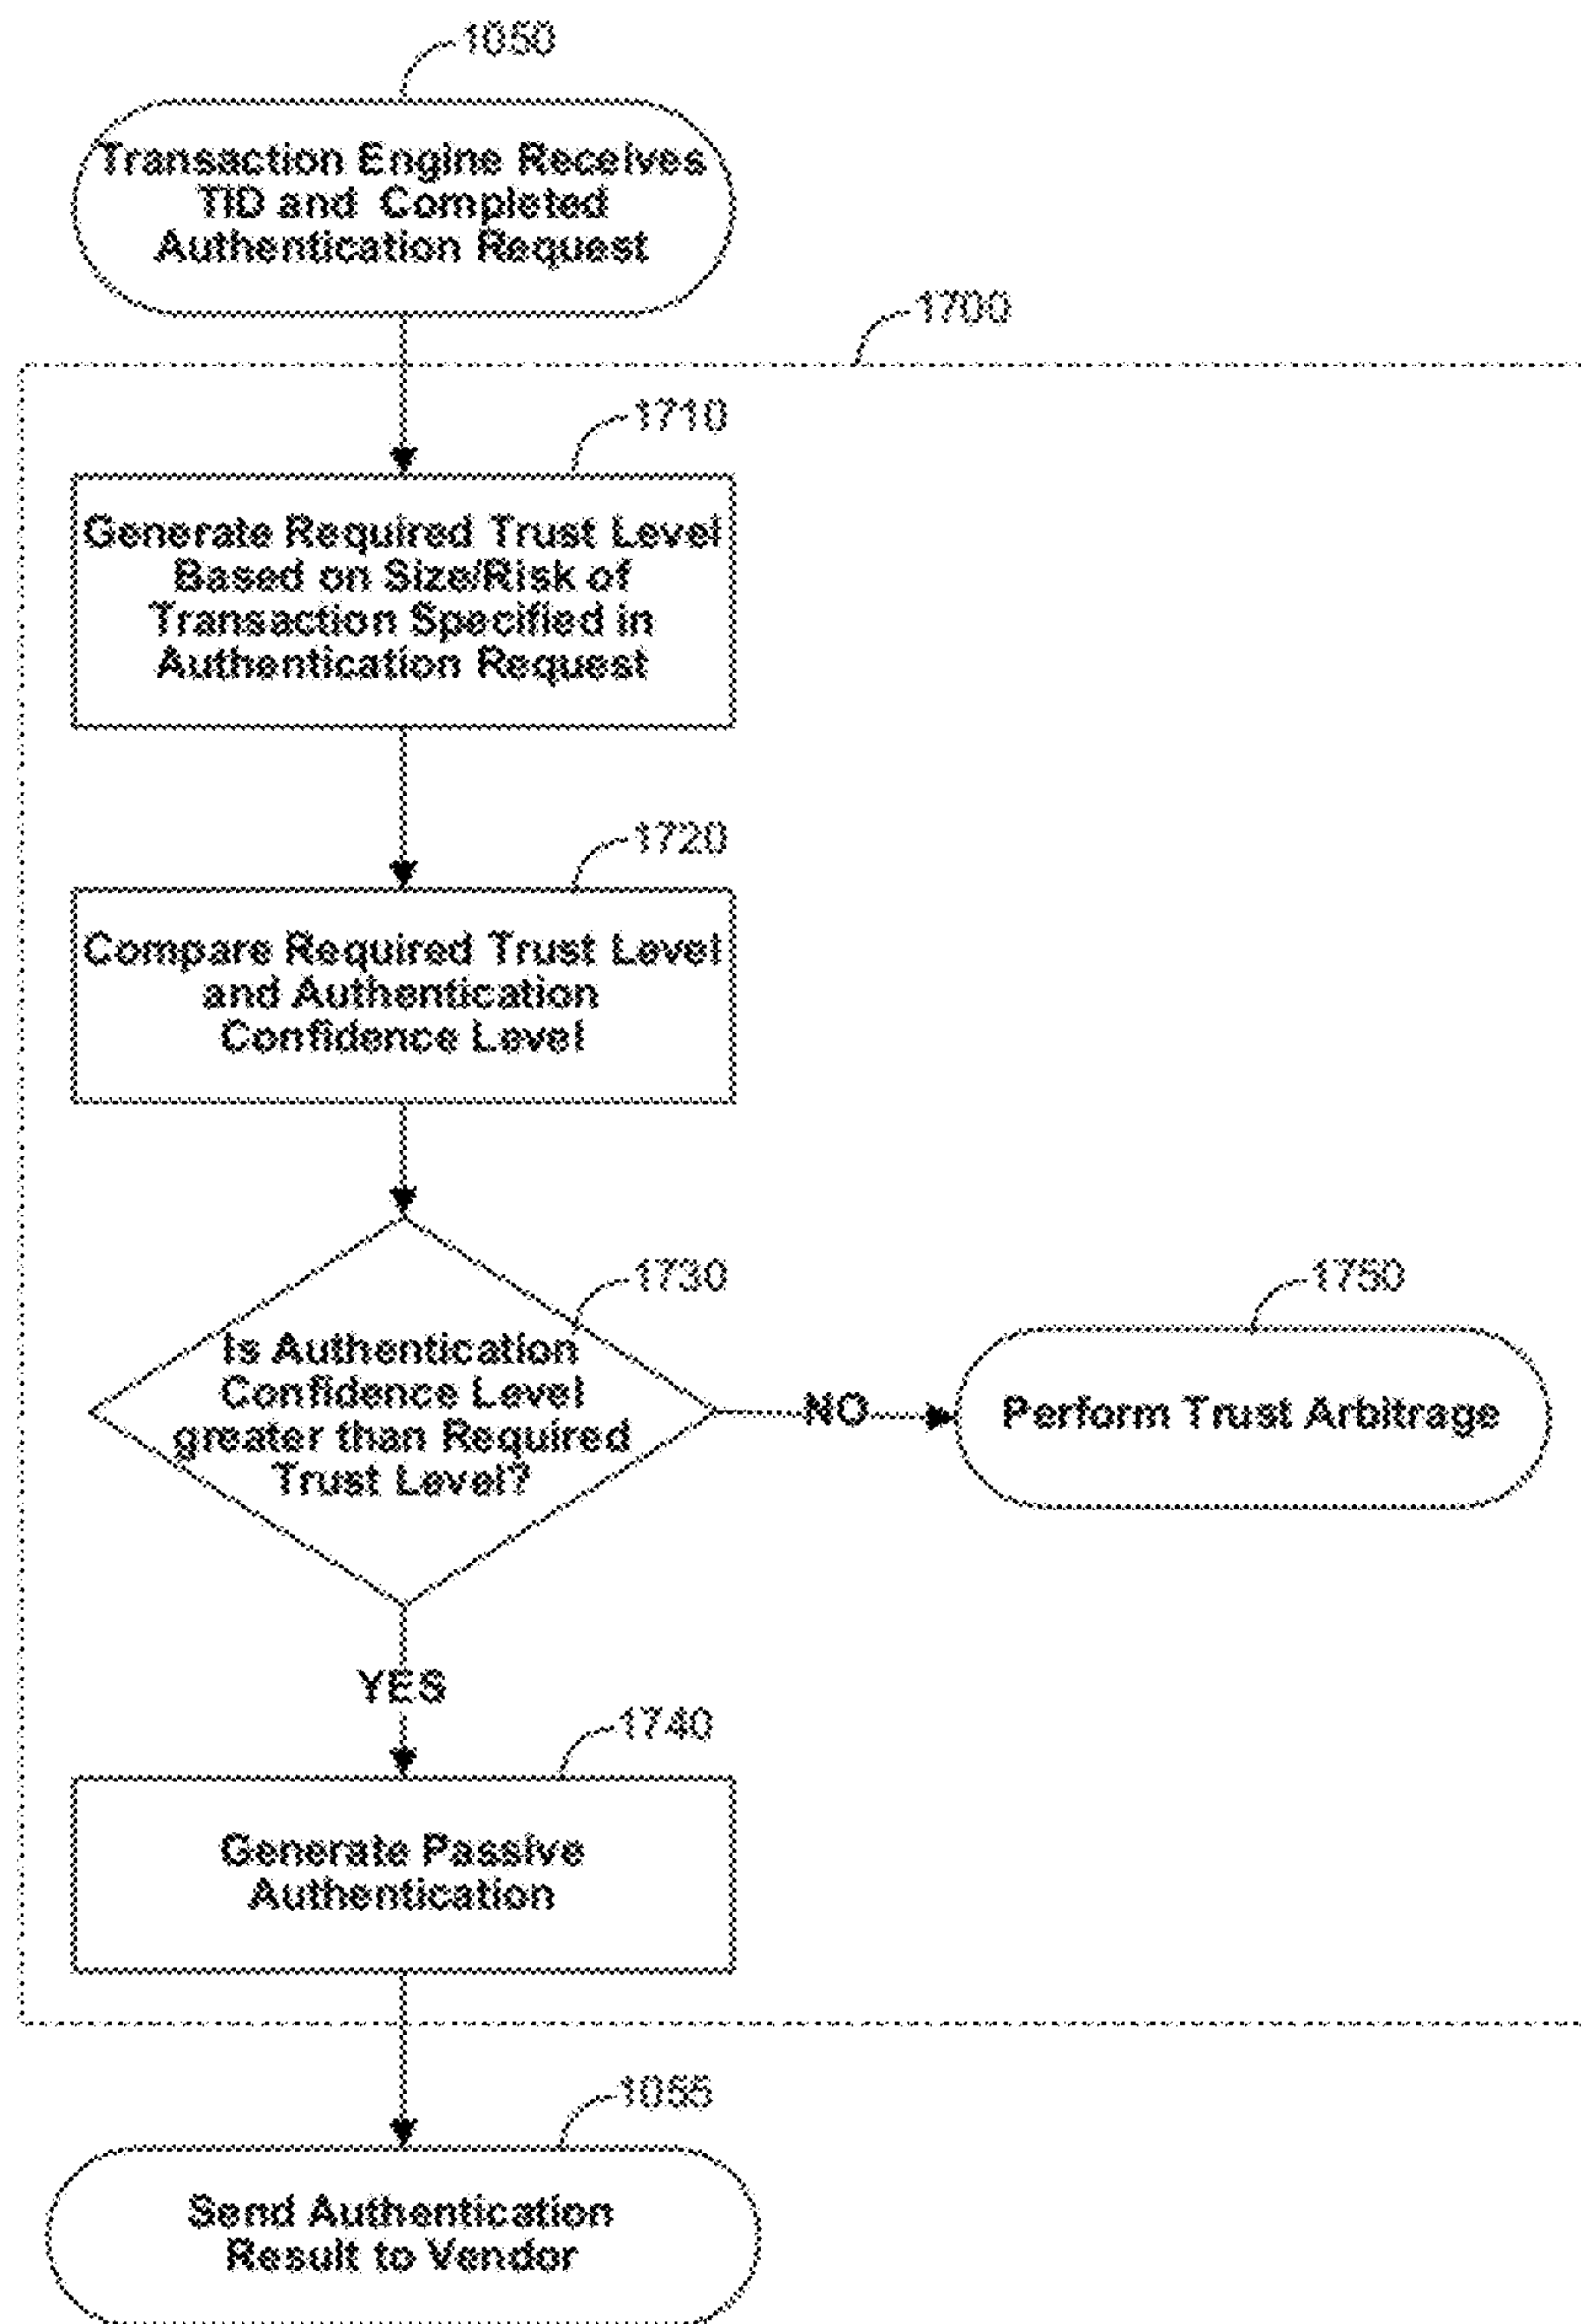 1050
Transaction Engine Receives
TID and Completed
Authentication Request
1700
1710
Generate Required Trust Level
Based on Size/Risk of
Transaction Specified in
Authentication Request
1720
Compare Required Trust Level
and Authentication
Confidence Level
1730
Is Authentication
Confidence Level
greater than Required
Trust Level?
NO
1750
Perform Trust Arbitrage
YES
1740
Generate Passive
Authentication
1055
Send Authentication
Result to Vendor